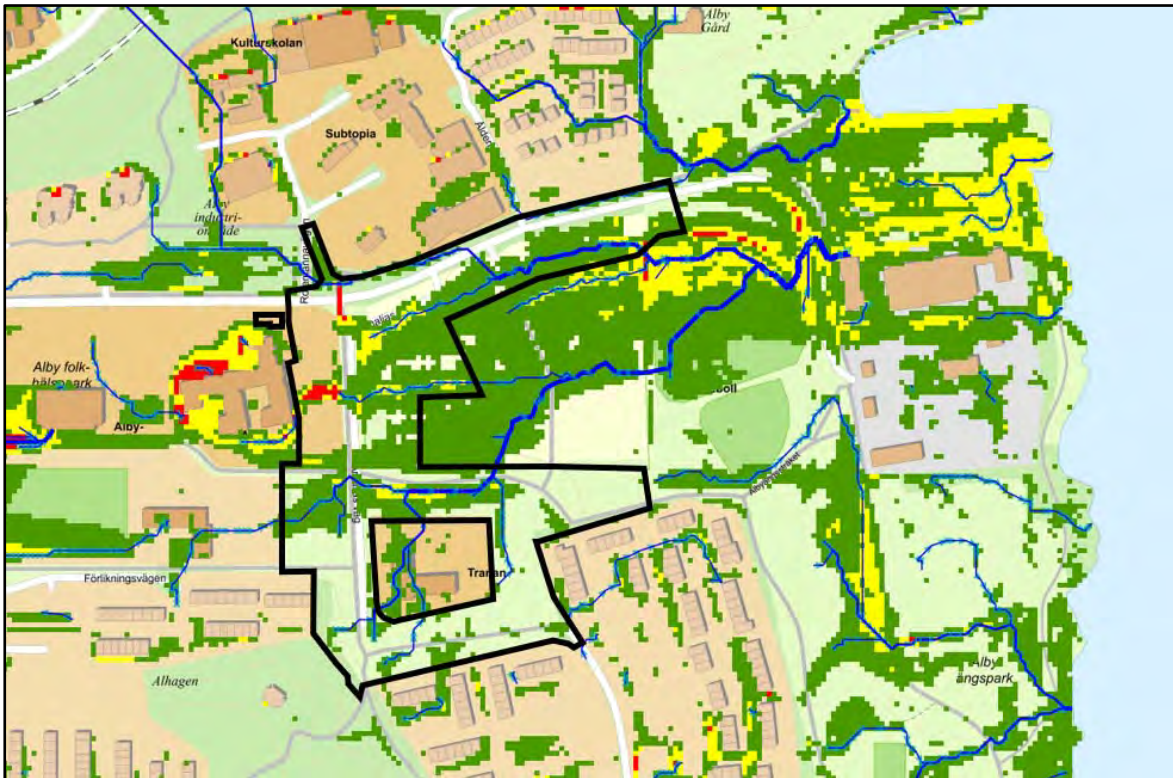 Alby
Gård
Kulturskolan
Subtopia
Alby
industri-
område
Alby folk-
hälsopark
Alby-
Tranan
Förlikningsvägen
Alhagen
Alby
ängspark